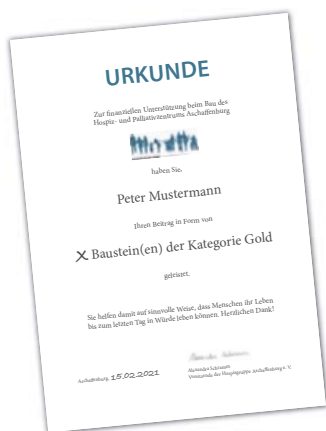 URKUNDE
Zur finanziellen Unterstützung beim Bau des
Hospiz- und Palliativzentrums Aschaffenburg
haben Sie,
Peter Mustermann
Ihren Beitrag in Form von
X Baustein(en) der Kategorie Gold
geleistet.
Sie helfen damit auf sinnvolle Weise, dass Menschen ihr Leben
bis zum letzten Tag in Würde leben können. Herzlichen Dank!
Aschaffenburg, 15.02.2021
Vorsitzende der Hospizgruppe Aschaffenburg e. V.